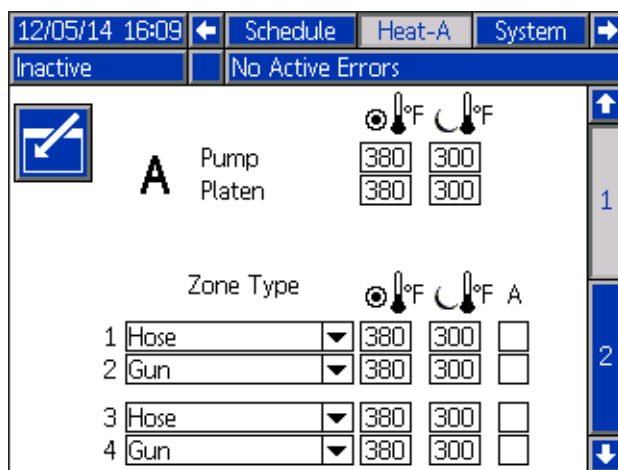 12/05/14 16:09 Schedule Heat-A System
Inactive No Active Errors
°F °F
A Pump 380 300
Platen 380 300
1
Zone Type °F °F A
1 Hose 380 300
2 Gun 380 300
2
3 Hose 380 300
4 Gun 380 300